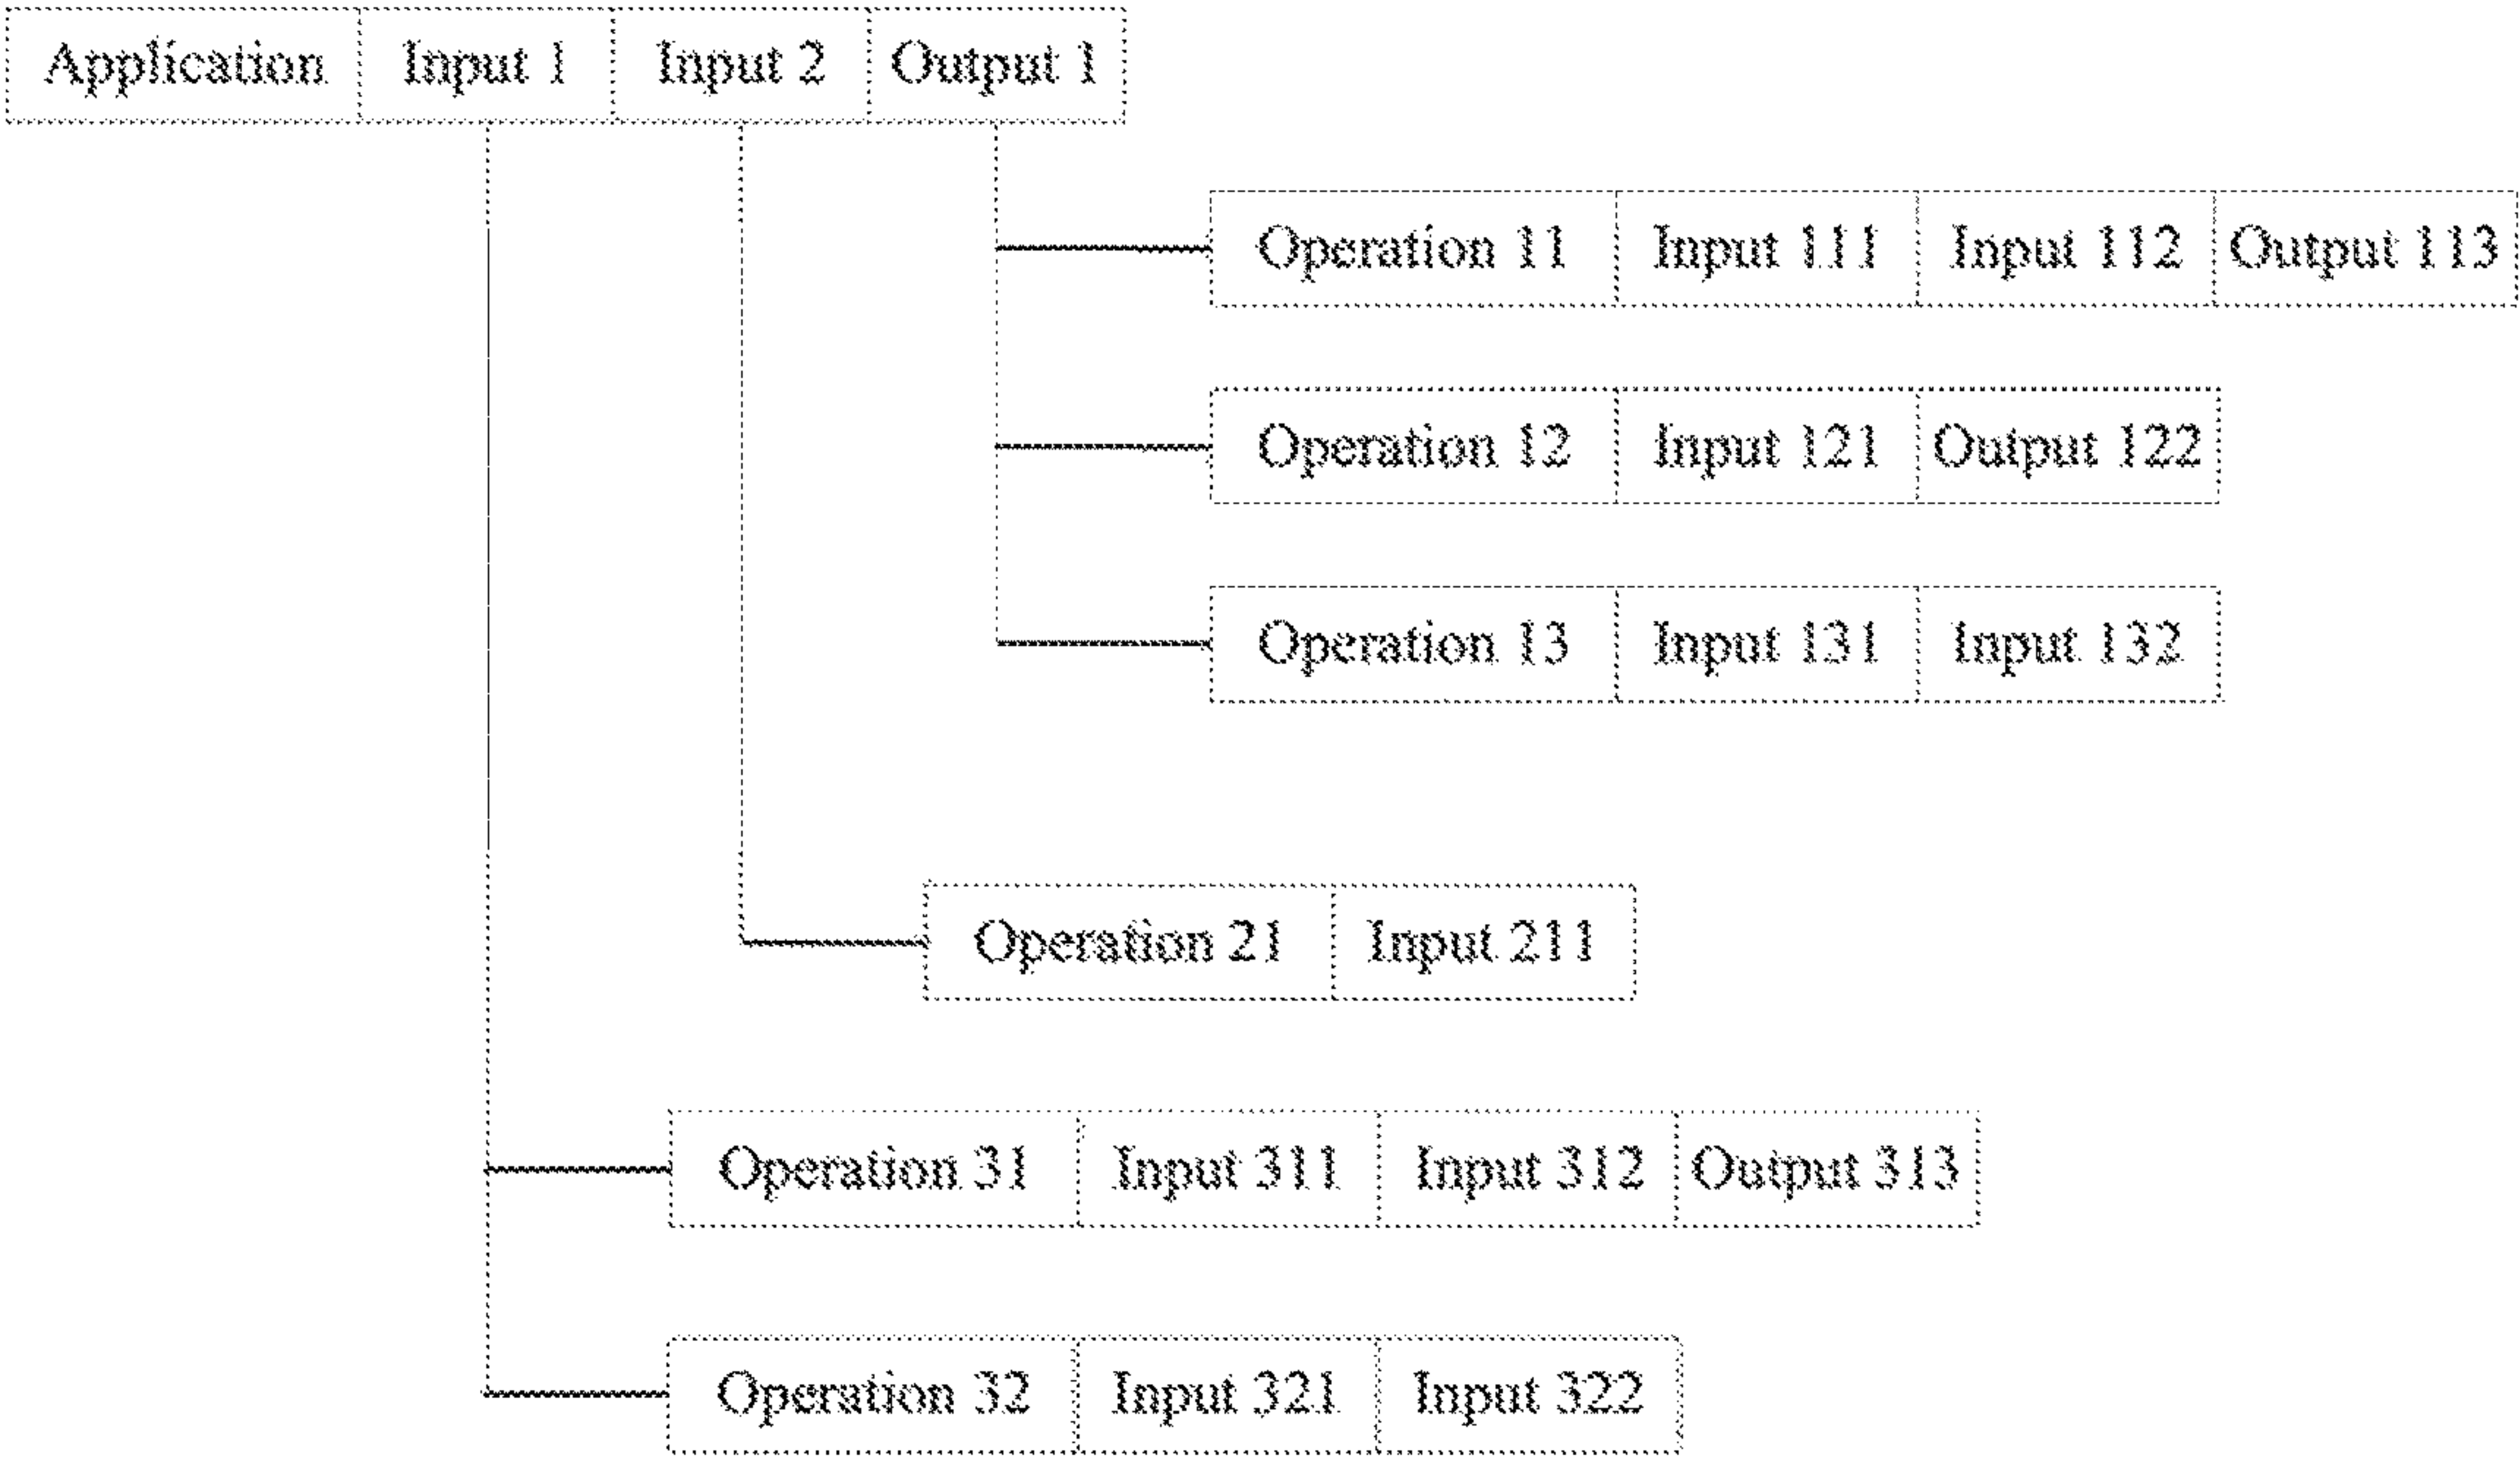 Application Input 1 Input 2 Output 1
Operation 11 Input 111 Input 112 Output 113
Operation 12 Input 121 Output 122
Operation 13 Input 131 Input 132
Operation 21 Input 211
Operation 31 Input 311 Input 312 Output 313
Operation 32 Input 321 Input 322